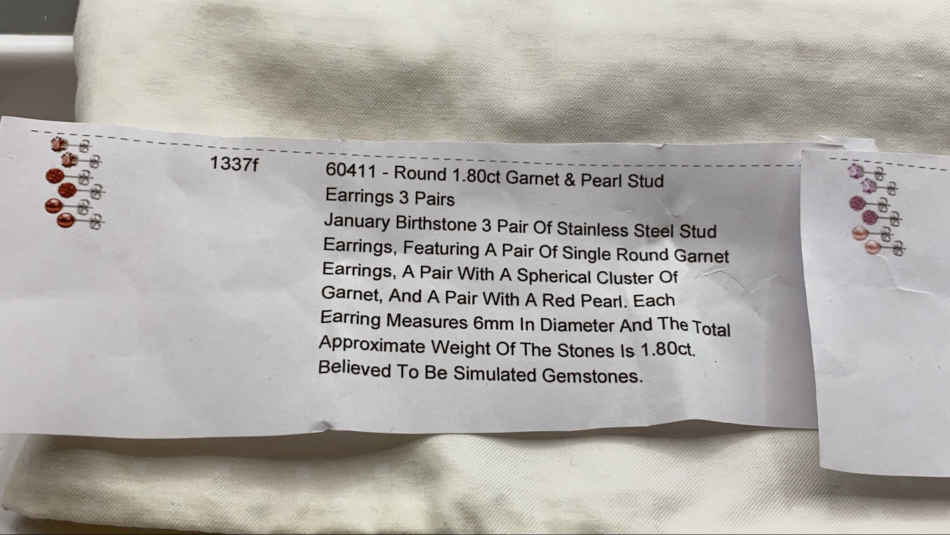 1337f
60411 - Round 1.80ct Garnet & Pearl Stud
Earrings 3 Pairs
January Birthstone 3 Pair Of Stainless Steel Stud
Earrings, Featuring A Pair Of Single Round Garnet
Earrings, A Pair With A Spherical Cluster Of
Garnet, And A Pair With A Red Pearl. Each
Earring Measures 6mm In Diameter And The Total
Approximate Weight Of The Stones Is 1.80ct.
Believed To Be Simulated Gemstones.